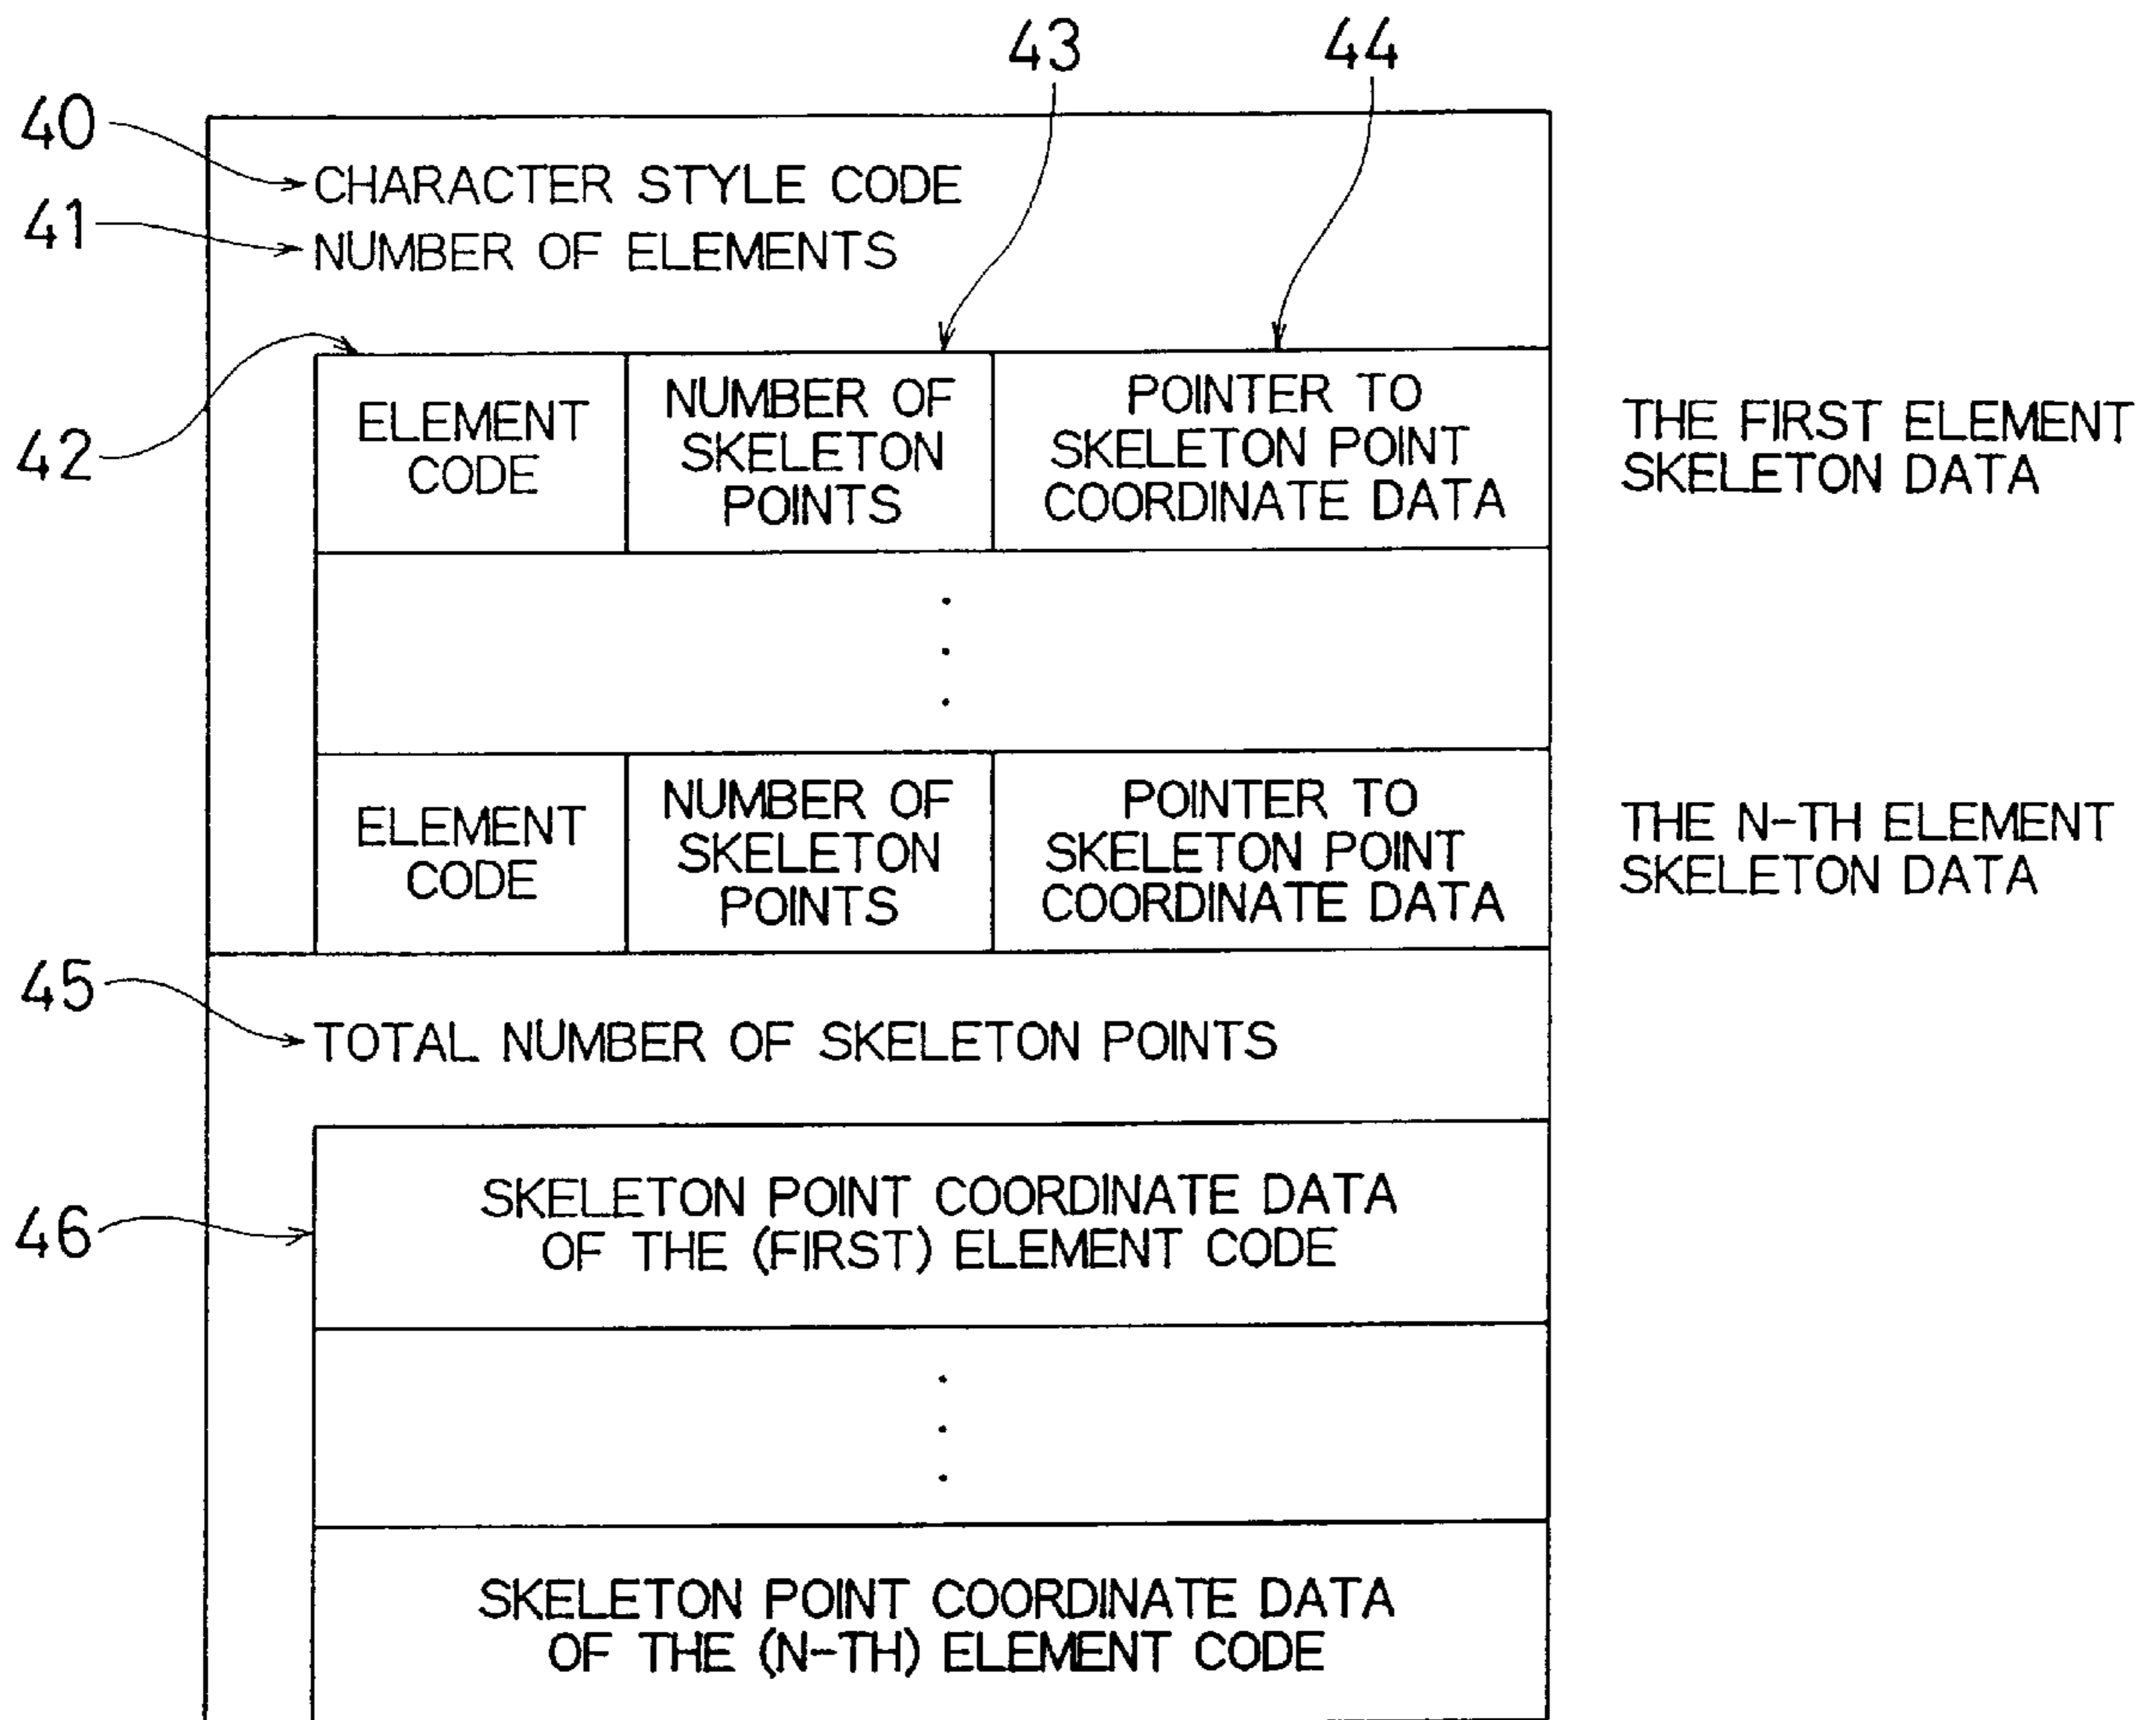 43
44
40
CHARACTER STYLE CODE
41
NUMBER OF ELEMENTS
42
ELEMENT
CODE
NUMBER OF
SKELETON
POINTS
POINTER TO
SKELETON POINT
COORDINATE DATA
THE FIRST ELEMENT
SKELETON DATA
ELEMENT
CODE
NUMBER OF
SKELETON
POINTS
POINTER TO
SKELETON POINT
COORDINATE DATA
THE N-TH ELEMENT
SKELETON DATA
45
TOTAL NUMBER OF SKELETON POINTS
46
SKELETON POINT COORDINATE DATA
OF THE (FIRST) ELEMENT CODE
SKELETON POINT COORDINATE DATA
OF THE (N-TH) ELEMENT CODE